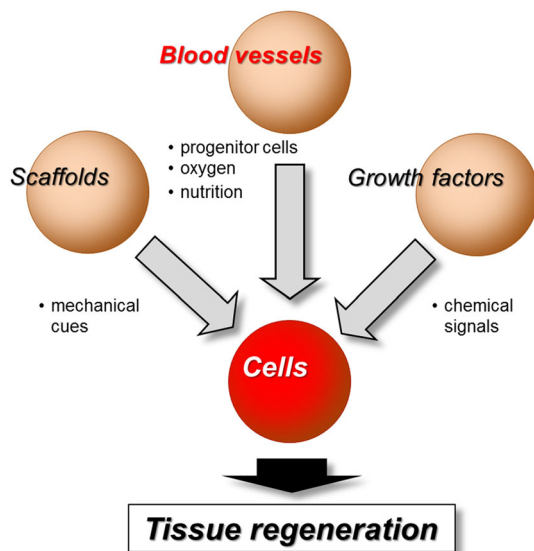 Blood vessels
• progenitor cells
• oxygen
• nutrition
Scaffolds
Growth factors
• mechanical
cues
• chemical
signals
Cells
Tissue regeneration